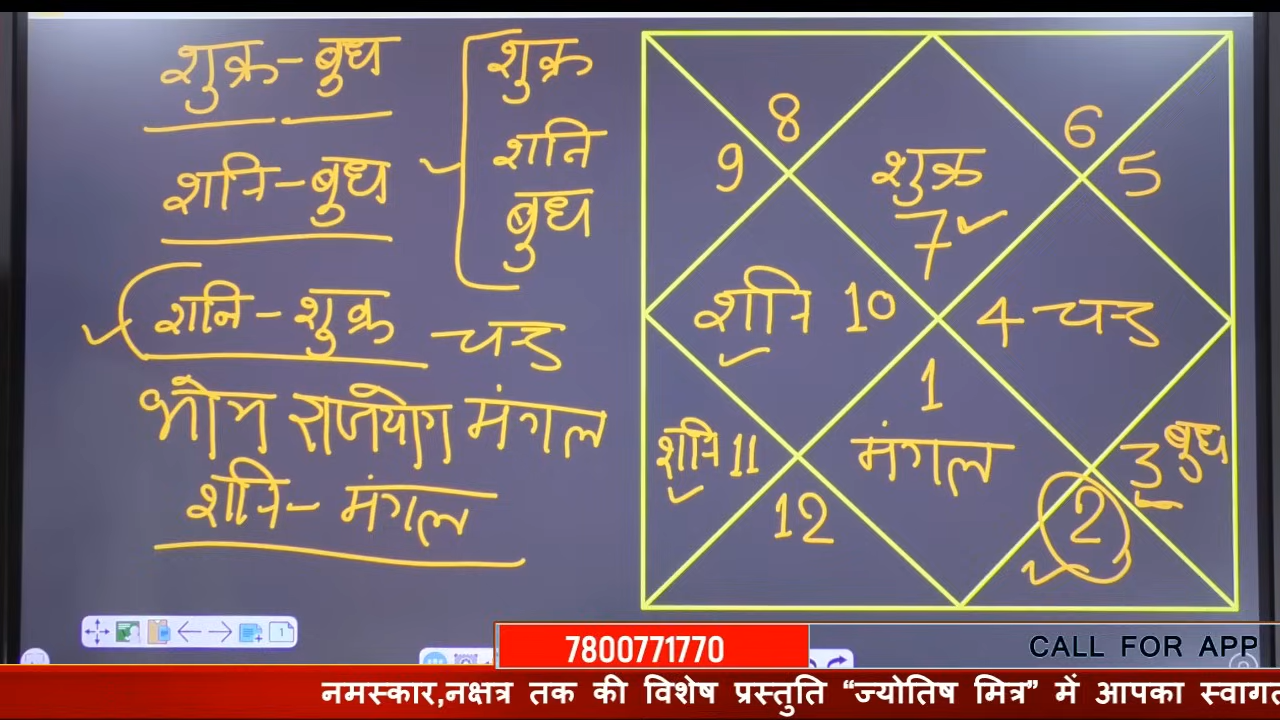 शुक्र - बुध
शनि - बुध
शनि - शुक्र
चन्द्र
भौम राजयोग मंगल
शनि - मंगल
शुक्र
शनि
बुध
8
9
6
5
शुक्र
7
शनि 10
4 - चन्द्र
1
मंगल
शनि 11
12
3 बुध
2
1
7800771770
CALL FOR APP
नमस्कार,नक्षत्र तक की विशेष प्रस्तुति “ज्योतिष मित्र” में आपका स्वागत